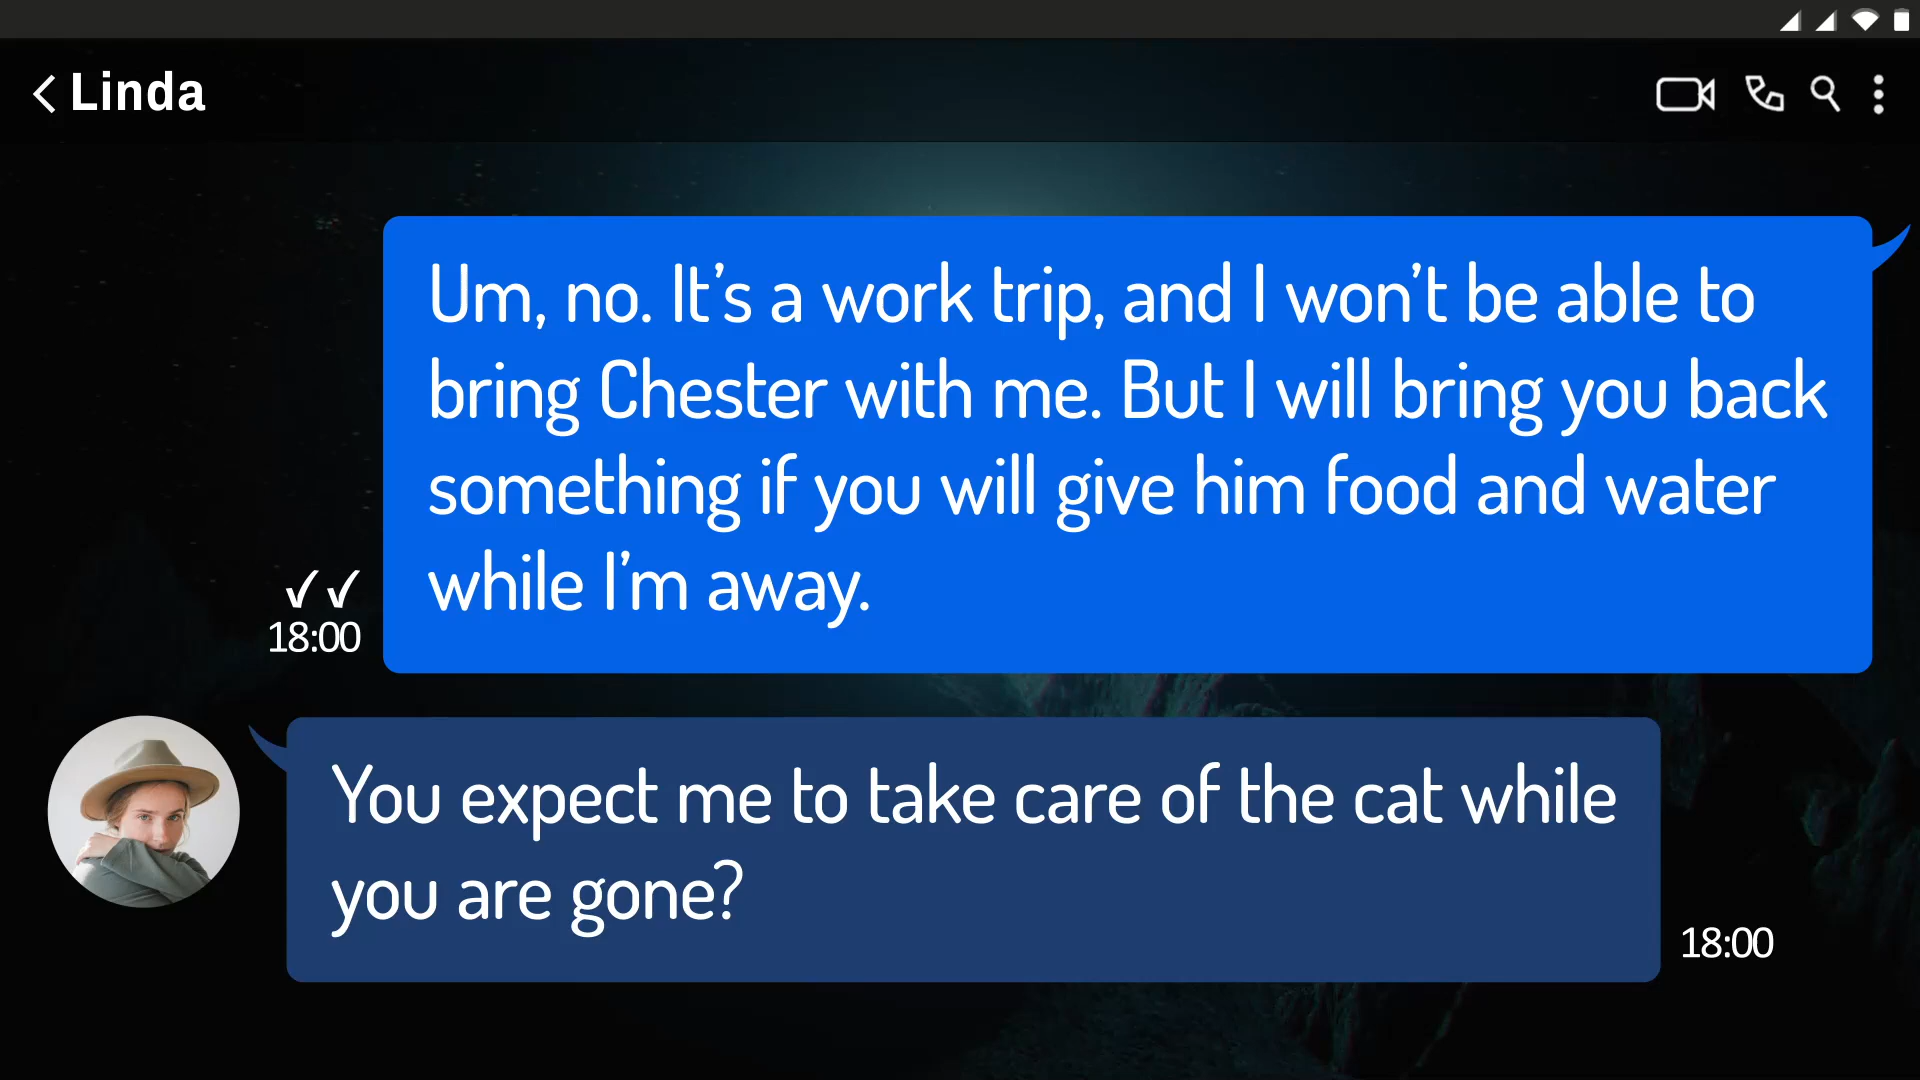 Linda
Um, no. It’s a work trip, and I won’t be able to
bring Chester with me. But I will bring you back
something if you will give him food and water
while I’m away.
18:00
You expect me to take care of the cat while
you are gone?
18:00